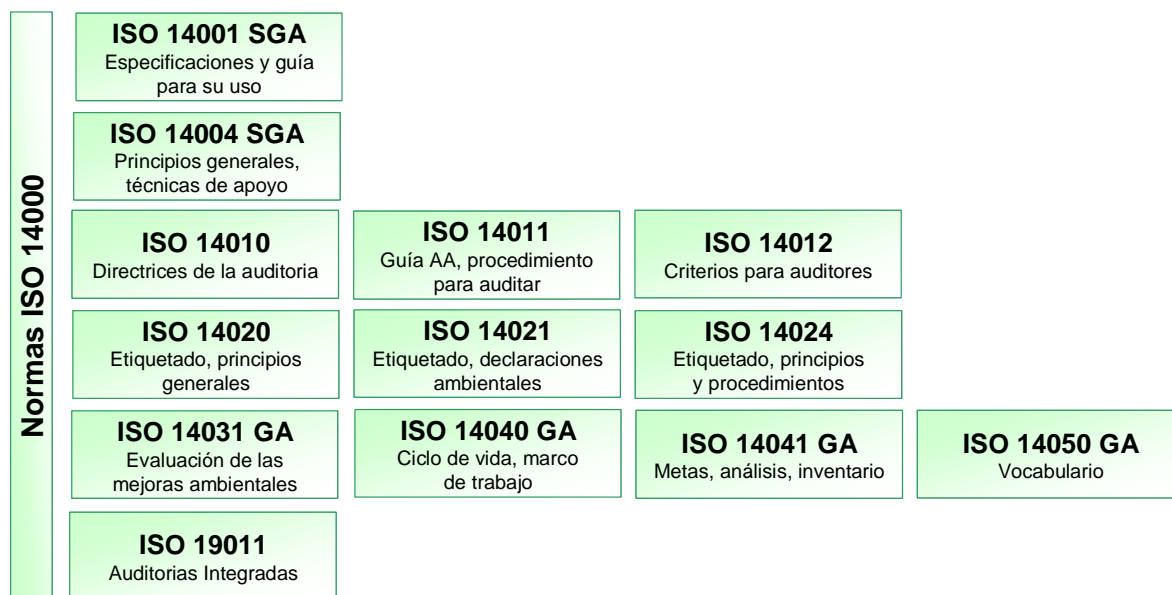 Normas ISO 14000
ISO 14001 SGA
Especificaciones y guía
para su uso
ISO 14004 SGA
Principios generales,
técnicas de apoyo
ISO 14010
Directrices de la auditoria
ISO 14011
Guía AA, procedimiento
para auditar
ISO 14012
Criterios para auditores
ISO 14020
Etiquetado, principios
generales
ISO 14021
Etiquetado, declaraciones
ambientales
ISO 14024
Etiquetado, principios
y procedimientos
ISO 14031 GA
Evaluación de las
mejoras ambientales
ISO 14040 GA
Ciclo de vida, marco
de trabajo
ISO 14041 GA
Metas, análisis, inventario
ISO 14050 GA
Vocabulario
ISO 19011
Auditorias Integradas